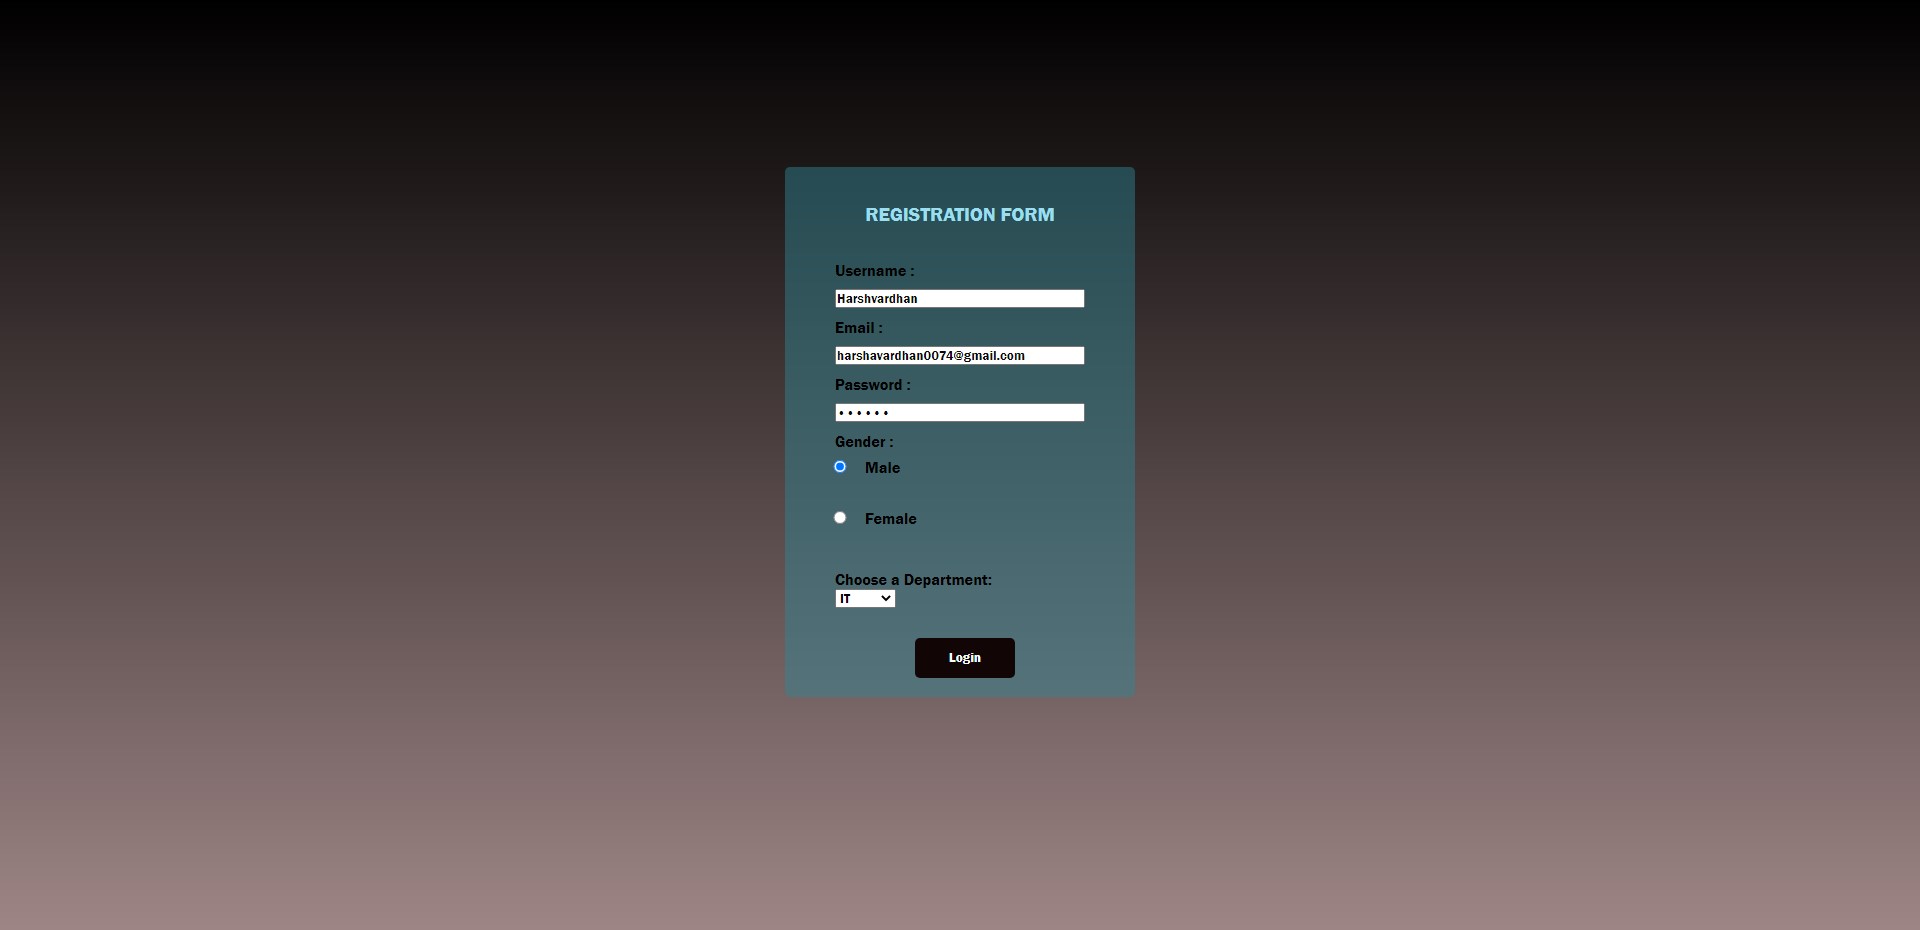 REGISTRATION FORM
Username :
Harshvardhan
Email :
harshavardhan0074@gmail.com
Password :
••••••
Gender :
Male
Female
Choose a Department:
IT
Login